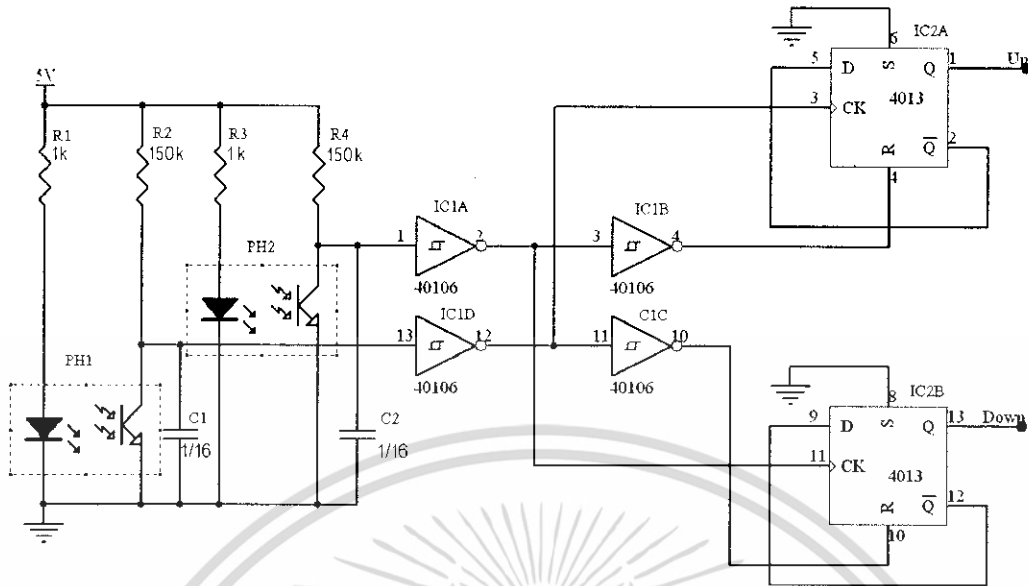 5V
R1
1k
R2
150k
R3
1k
R4
150k
PH1
PH2
C1
1/16
C2
1/16
IC1A
1
2
40106
IC1B
3
4
40106
IC1D
13
12
40106
C1C
11
10
40106
IC2A
6
5
D
S
Q
1
Up
3
CK
4013
R
Q
2
4
IC2B
8
9
D
S
Q
13
Down
11
CK
4013
R
Q
12
10